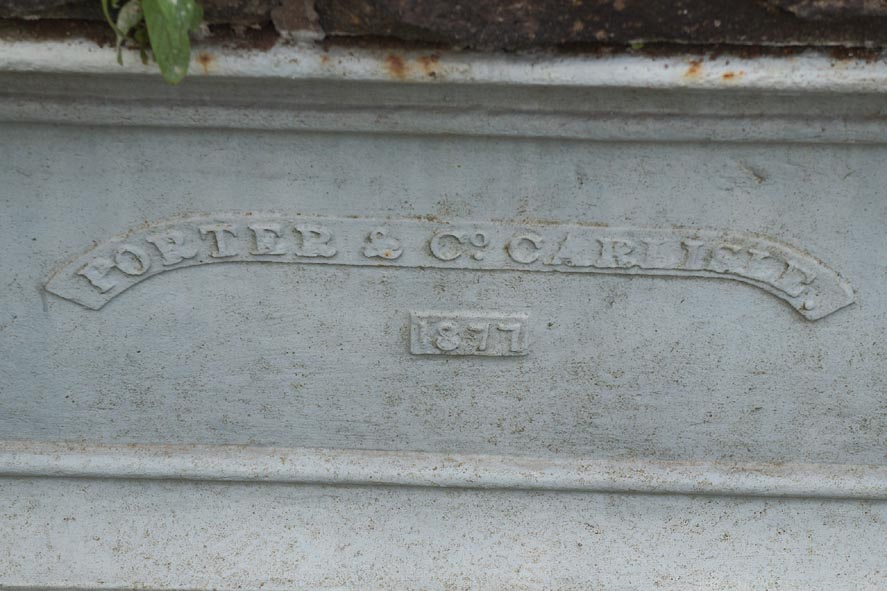 PORTER & Cº. CARLISLE.
1877